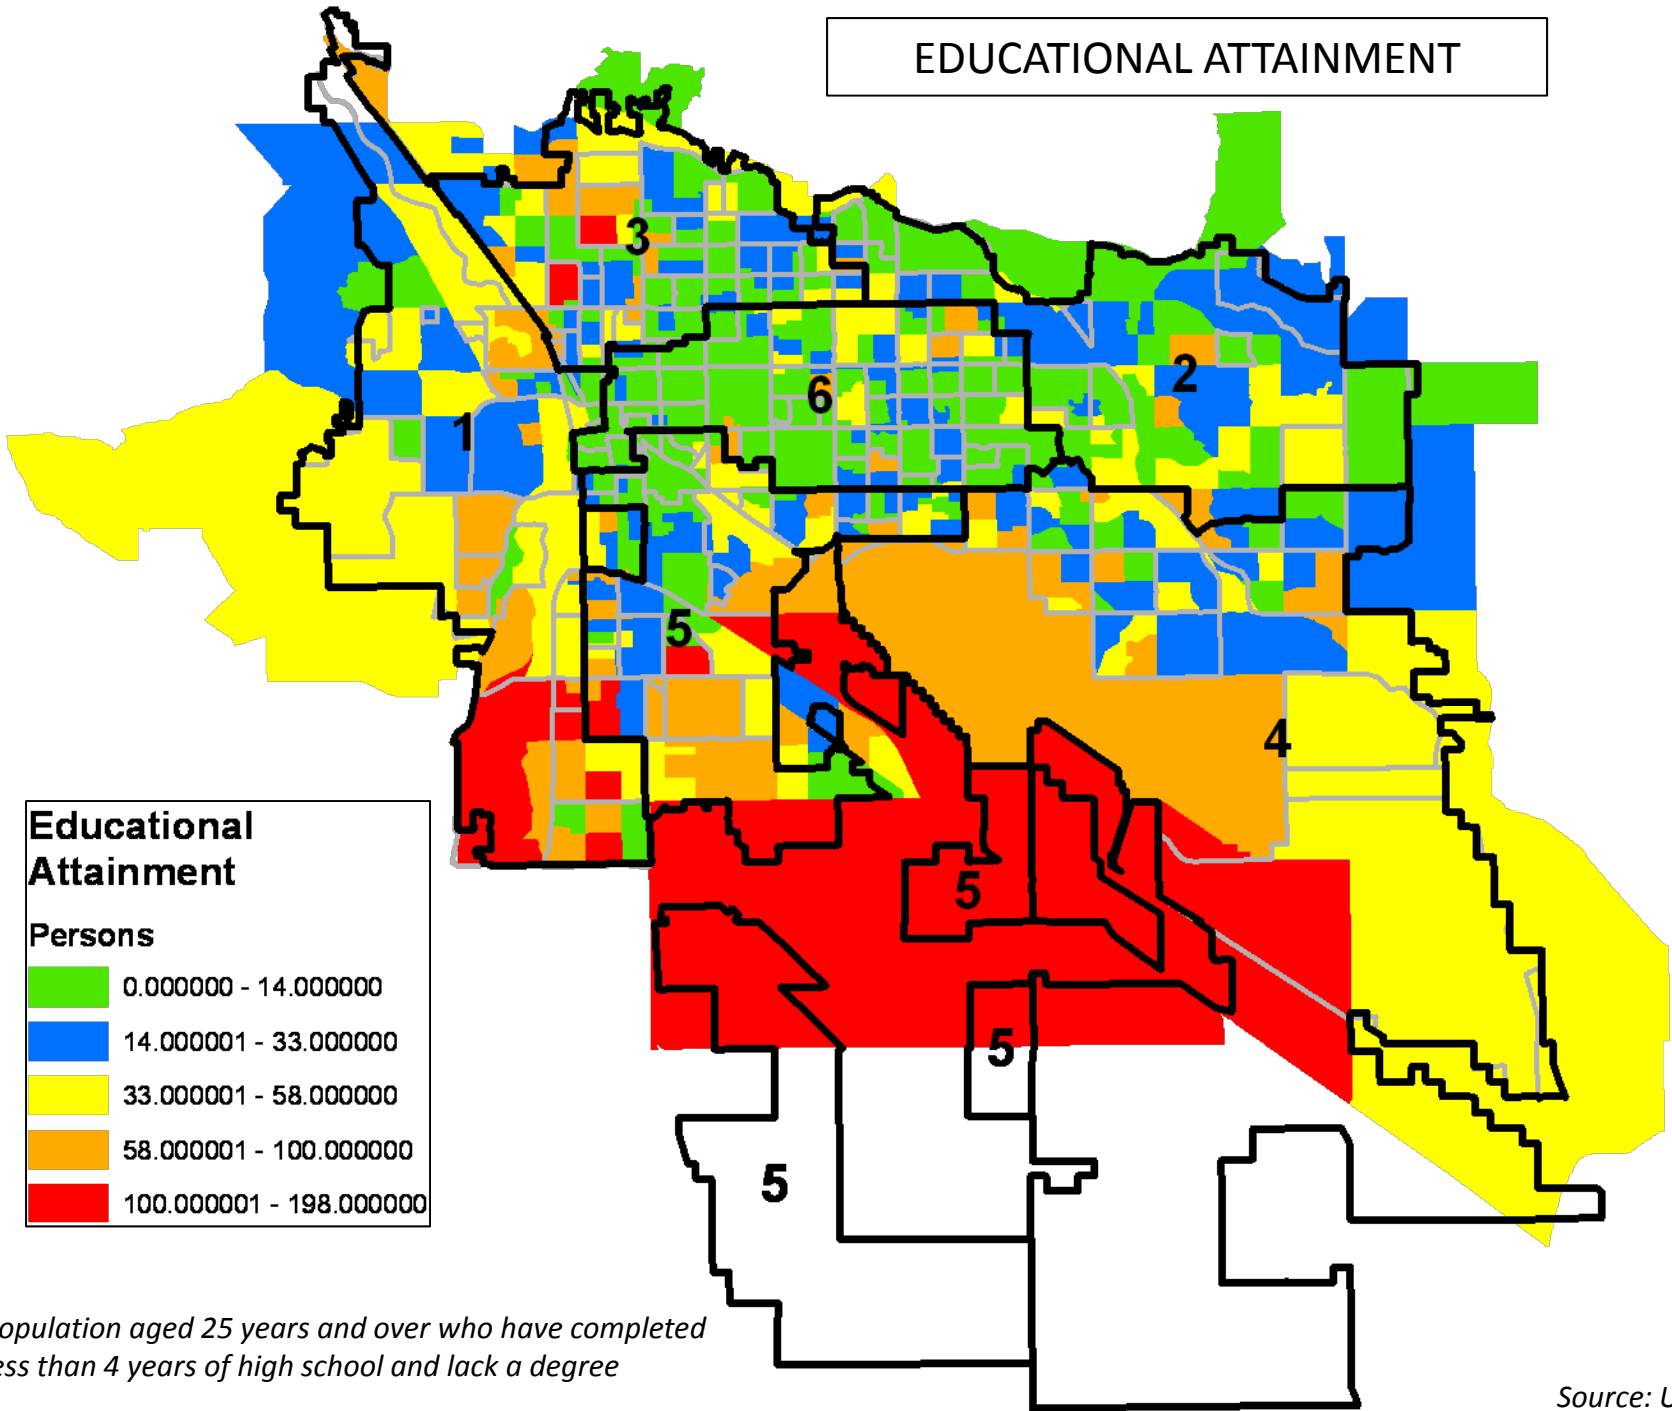 EDUCATIONAL ATTAINMENT
3
2
6
1
5
4
5
5
5
Educational
Attainment
Persons
0.000000 - 14.000000
14.000001 - 33.000000
33.000001 - 58.000000
58.000001 - 100.000000
100.000001 - 198.000000
opulation aged 25 years and over who have completed
ess than 4 years of high school and lack a degree
Source: U